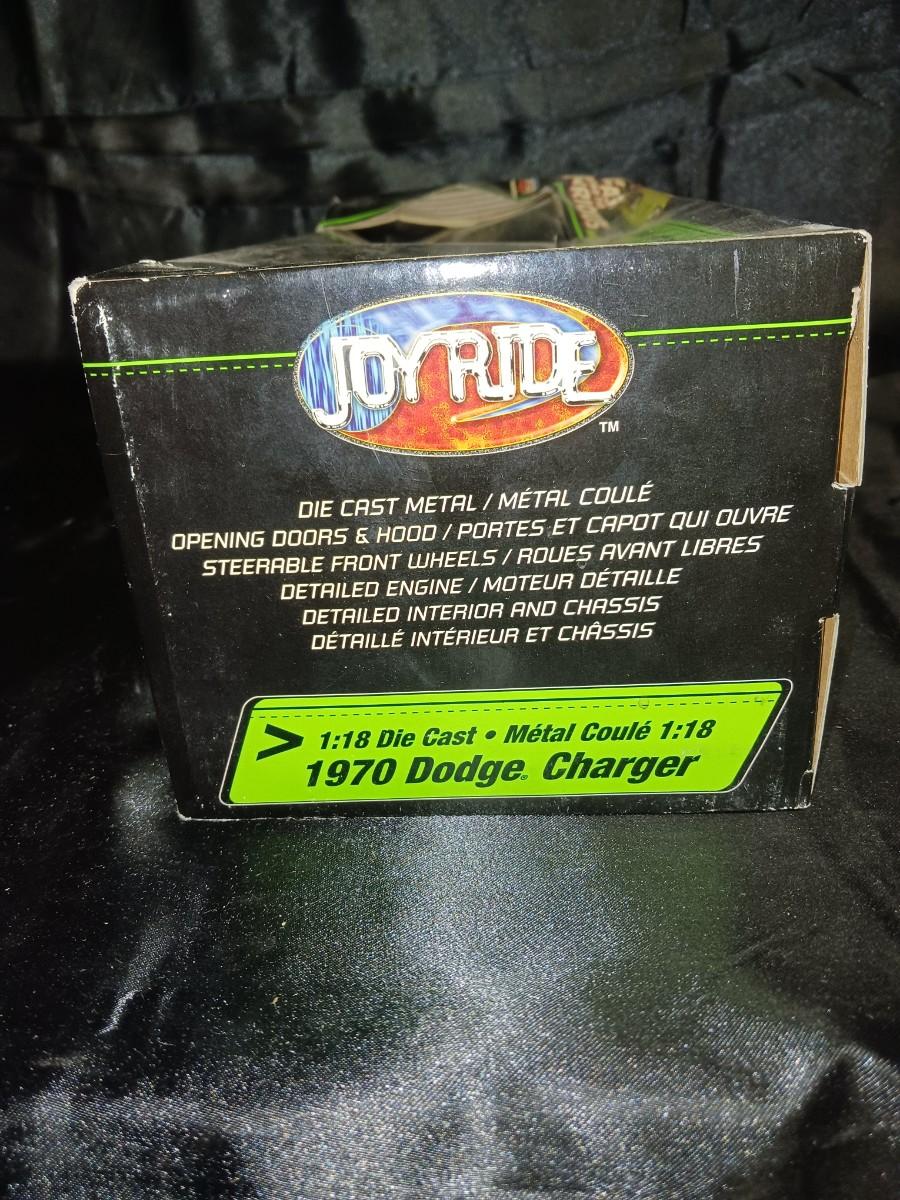 JOYRIDE
TM
DIE CAST METAL / MÉTAL COULÉ
OPENING DOORS & HOOD / PORTES ET CAPOT QUI OUVRE
STEERABLE FRONT WHEELS / ROUES AVANT LIBRES
DETAILED ENGINE / MOTEUR DÉTAILLE
DETAILED INTERIOR AND CHASSIS
DÉTAILLÉ INTÉRIEUR ET CHÂSSIS
> 1:18 Die Cast • Métal Coulé 1:18
1970 Dodge® Charger